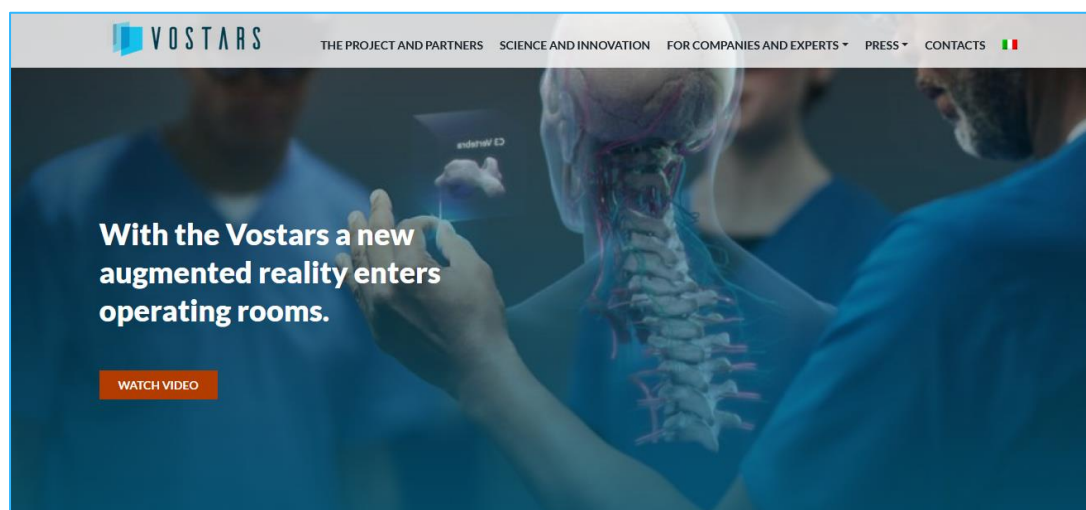 VOSTARS
THE PROJECT AND PARTNERS SCIENCE AND INNOVATION FOR COMPANIES AND EXPERTS PRESS CONTACTS
C3 Vertebra
With the Vostars a new
augmented reality enters
operating rooms.
WATCH VIDEO